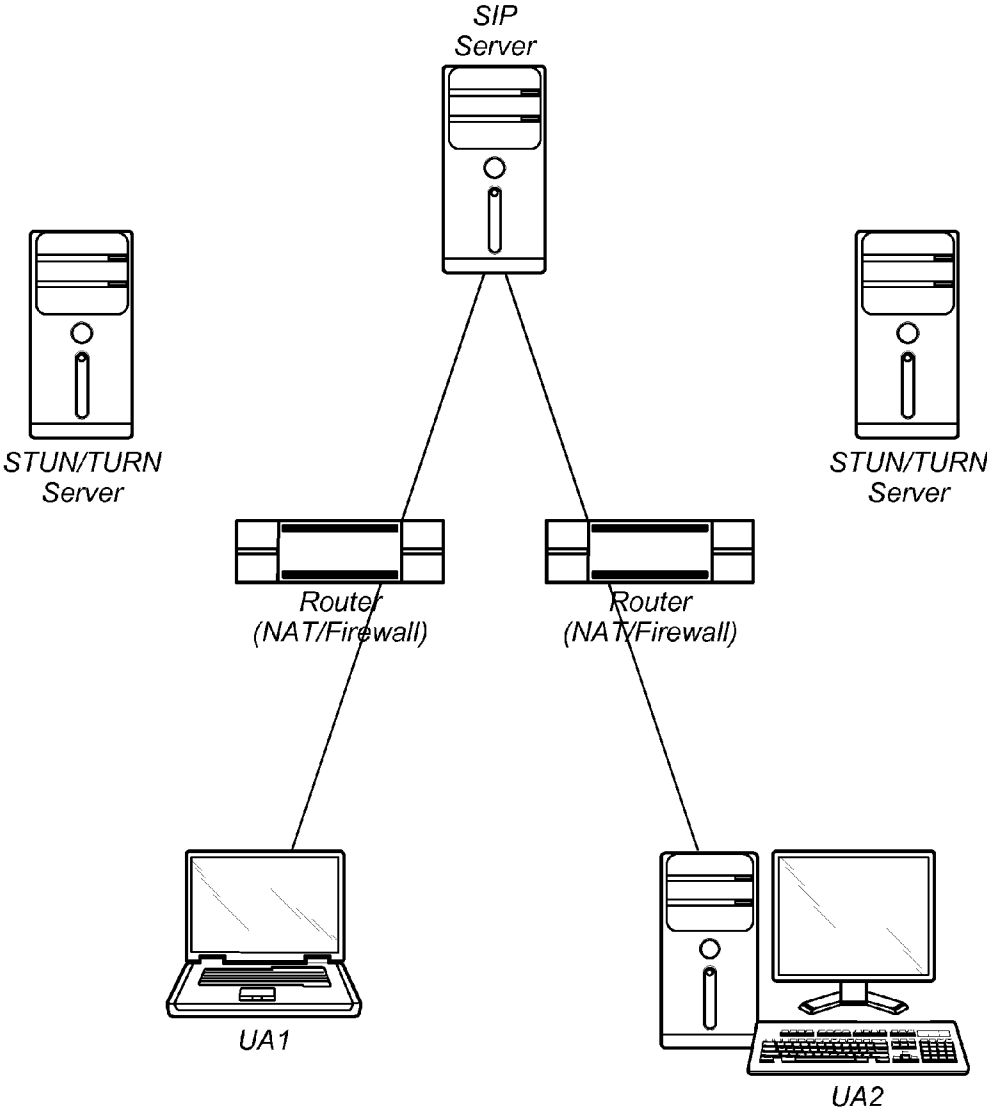 SIP
Server
STUN/TURN
Server
STUN/TURN
Server
Router
(NAT/Firewall)
Router
(NAT/Firewall)
UA1
UA2